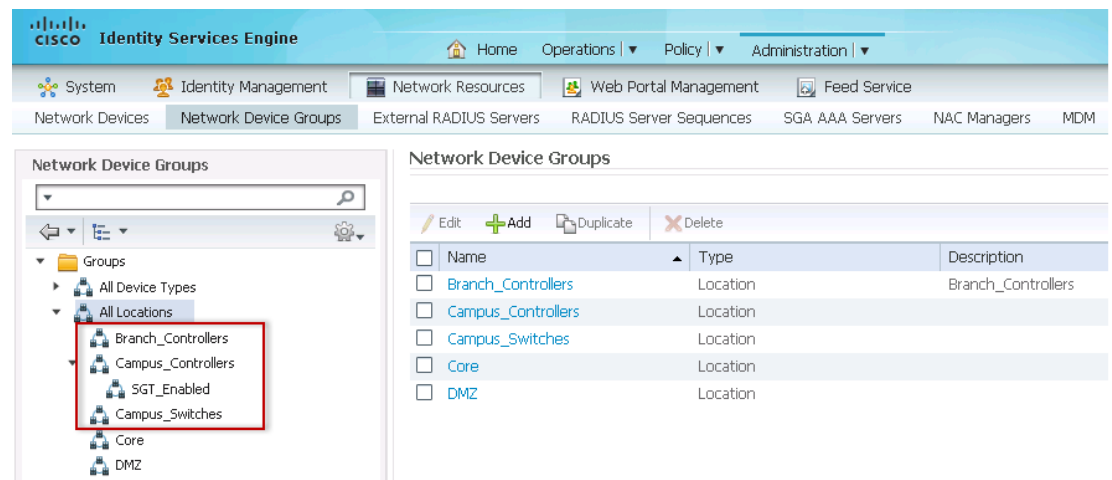 CISCO Identity Services Engine
Home Operations | ▼ Policy | ▼ Administration | ▼
System Identity Management Network Resources Web Portal Management Feed Service
Network Devices Network Device Groups External RADIUS Servers RADIUS Server Sequences SGA AAA Servers NAC Managers MDM
Network Device Groups
Groups
All Device Types
All Locations
Branch_Controllers
Campus_Controllers
SGT_Enabled
Campus_Switches
Core
DMZ
Network Device Groups
Edit Add Duplicate Delete
Name Type Description
Branch_Controllers Location Branch_Controllers
Campus_Controllers Location
Campus_Switches Location
Core Location
DMZ Location